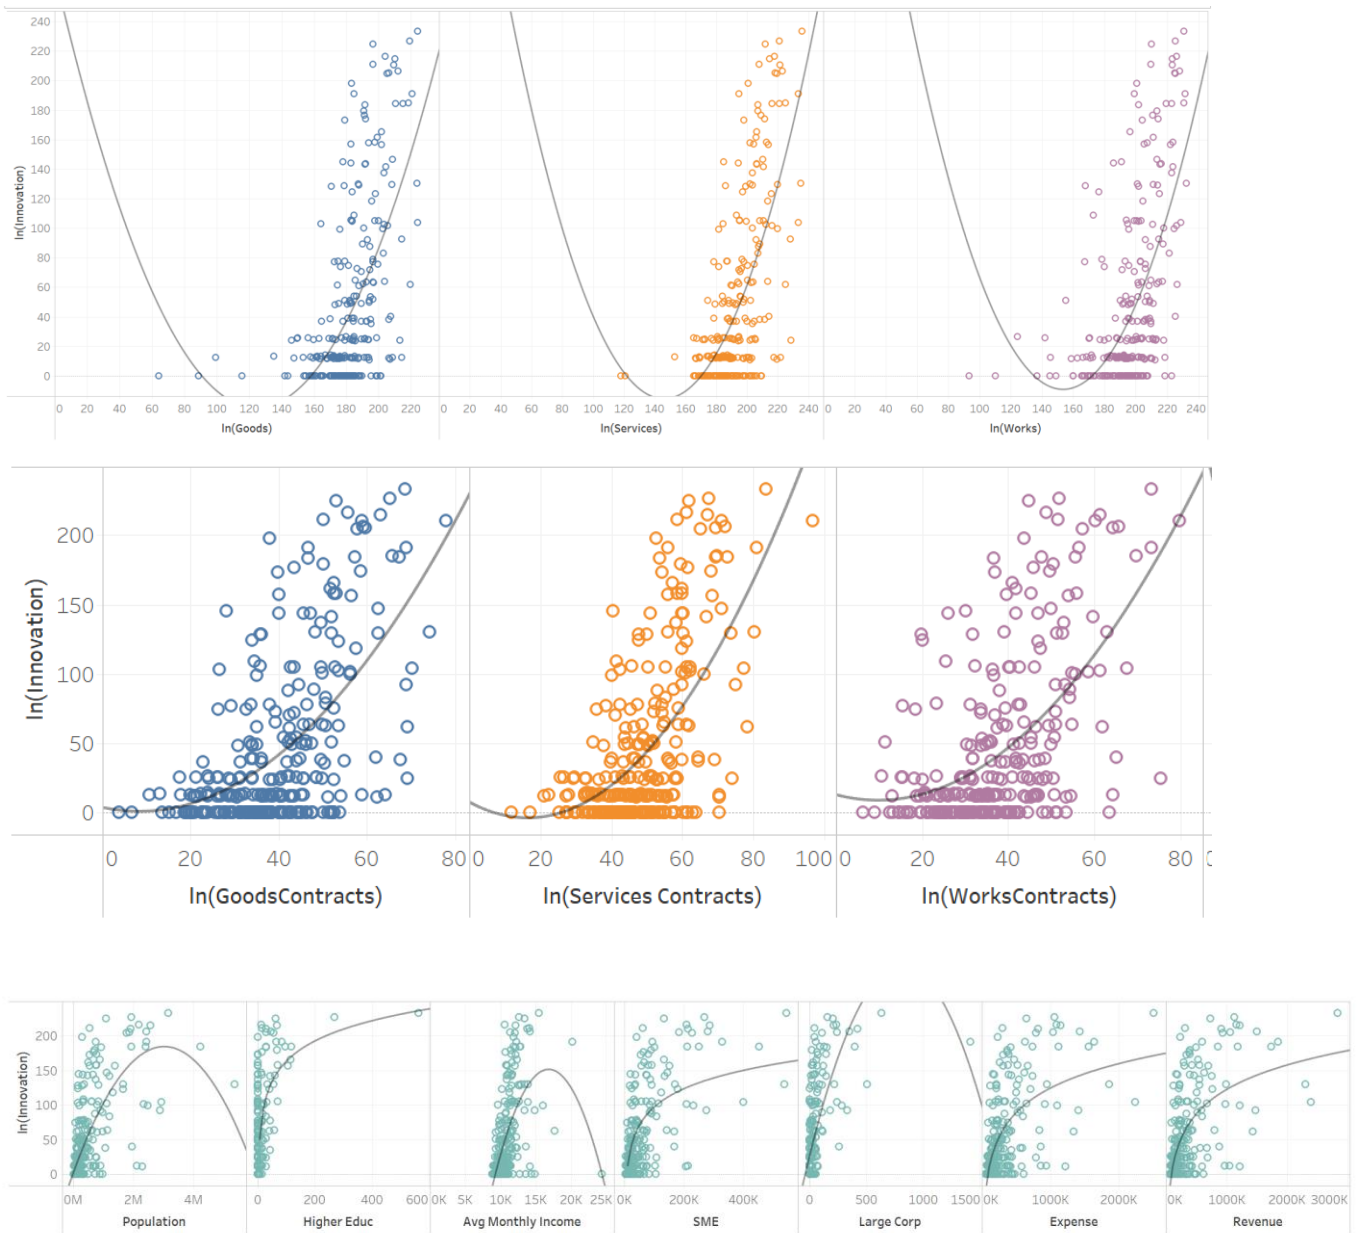 240
220
200
180
160
140
120
100
80
60
40
20
0
ln(Innovation)
0 20 40 60 80 100 120 140 160 180 200 220
0 20 40 60 80 100 120 140 160 180 200 220 240
0 20 40 60 80 100 120 140 160 180 200 220 240
ln(Goods) ln(Services) ln(Works)
200
150
100
50
0
ln(Innovation)
0 20 40 60 80 0 20 40 60 80 100 0 20 40 60 80
ln(GoodsContracts) ln(Services Contracts) ln(WorksContracts)
200
150
100
50
0
ln(Innovation)
0M 2M 4M 0 200 400 600 0K 5K 10K 15K 20K 25K 0K 200K 400K 0 500 1000 1500 0K 1000K 2000K 0K 1000K 2000K 3000K
Population Higher Educ Avg Monthly Income SME Large Corp Expense Revenue